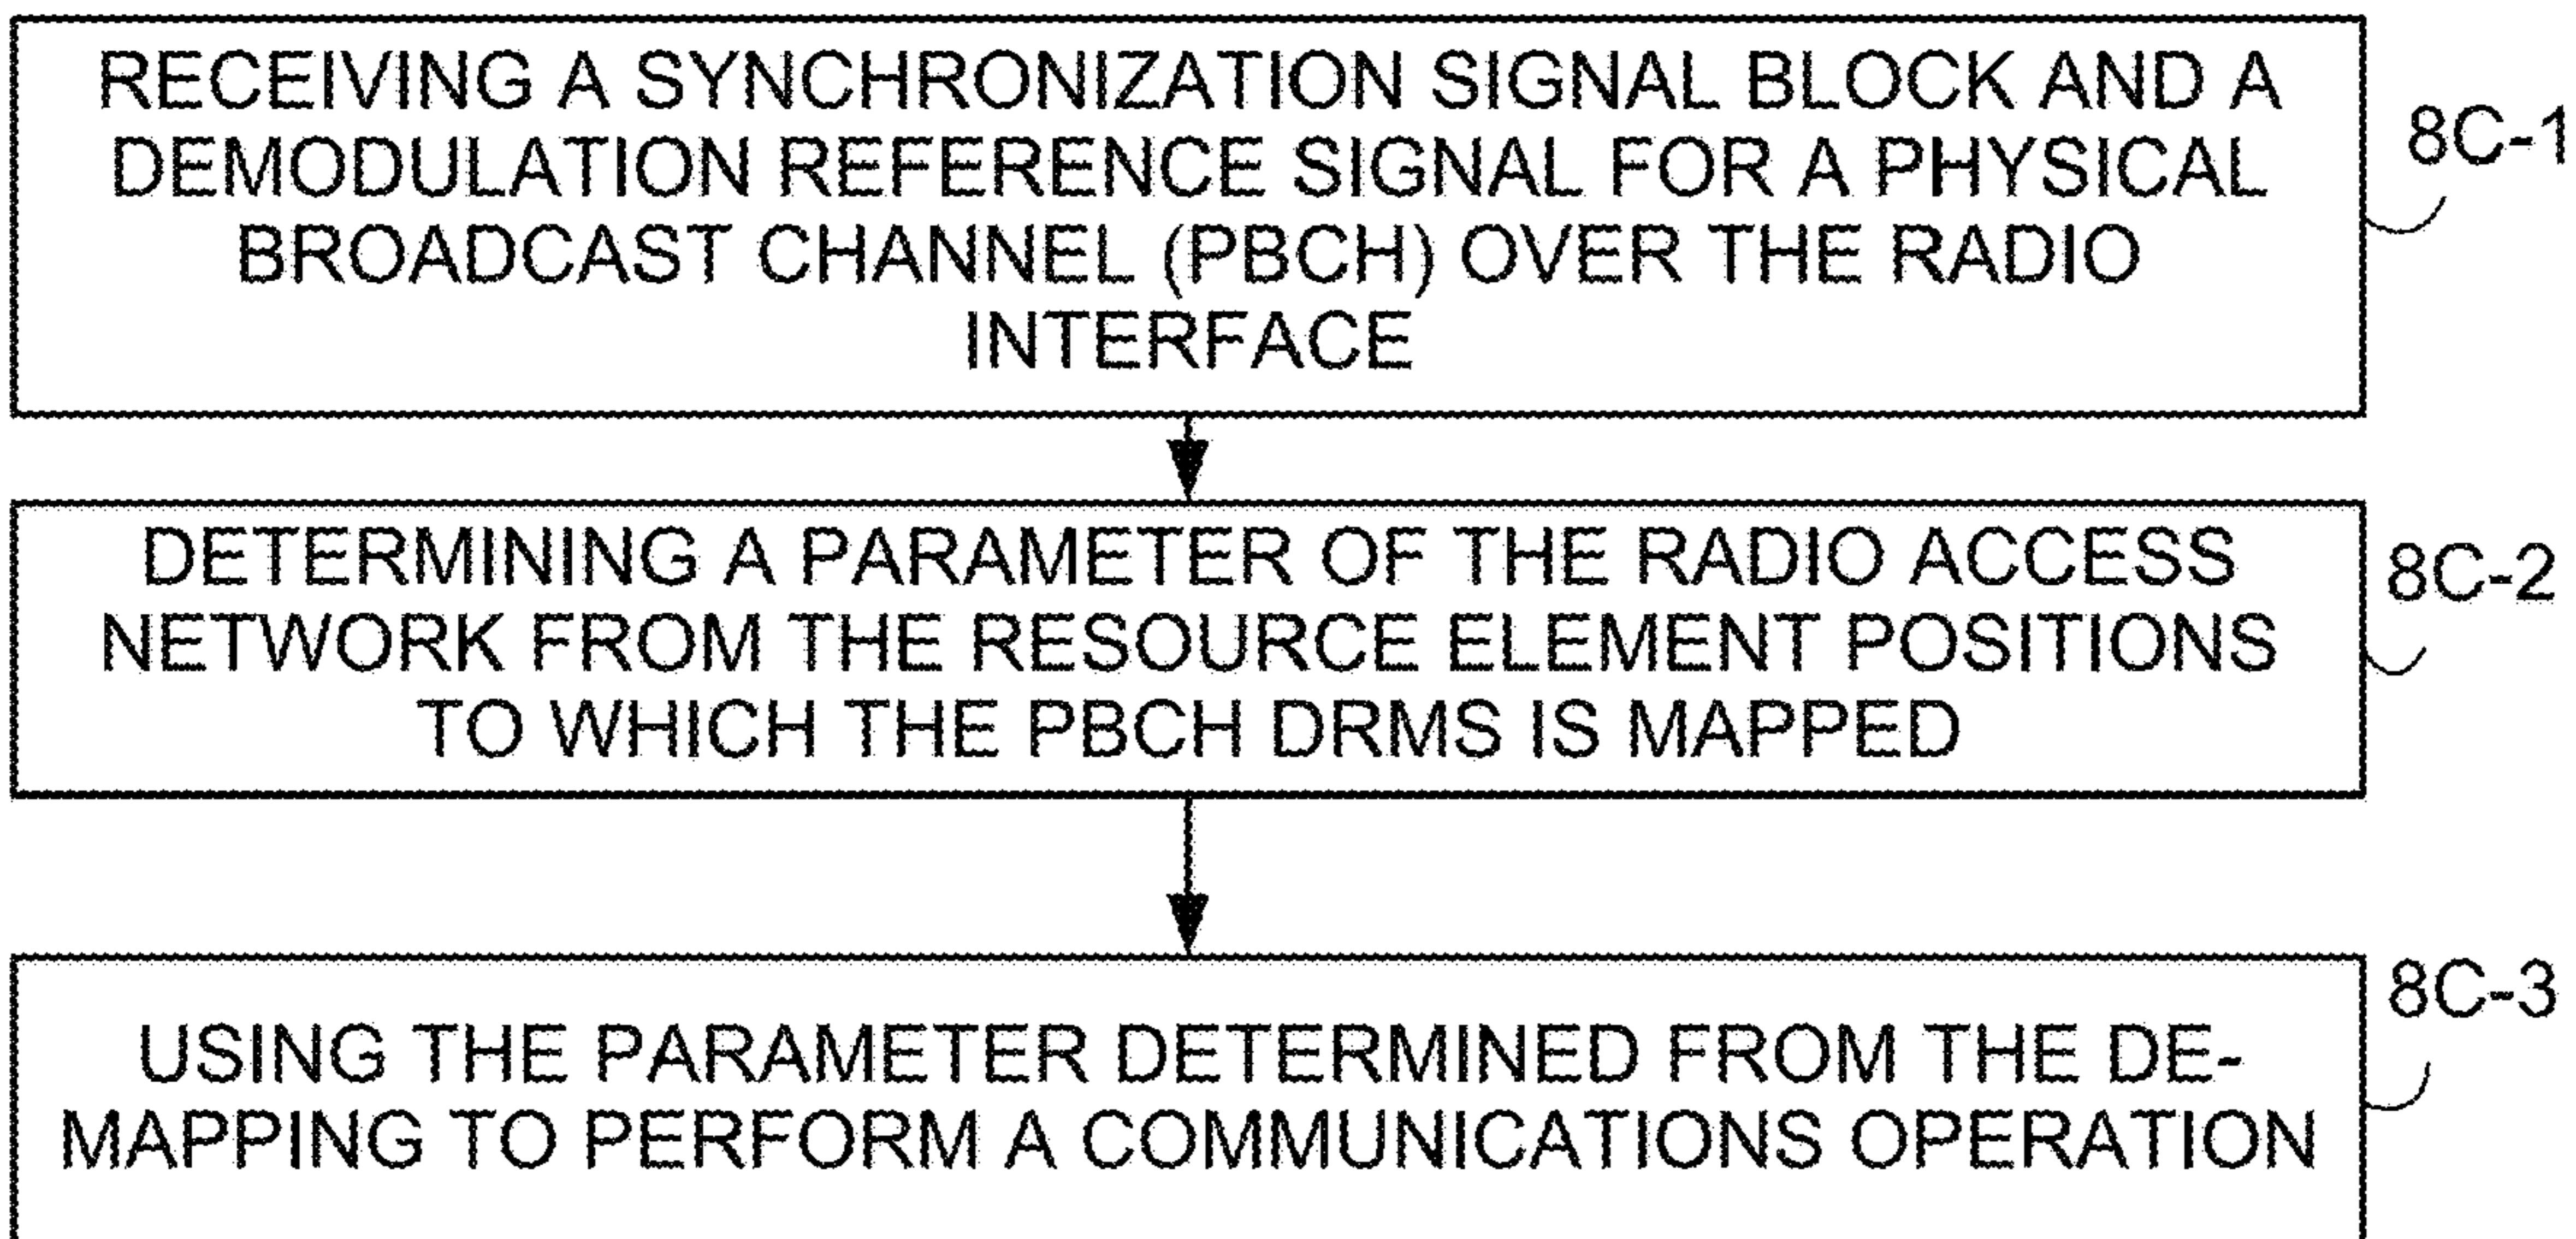 RECEIVING A SYNCHRONIZATION SIGNAL BLOCK AND A
DEMODULATION REFERENCE SIGNAL FOR A PHYSICAL
BROADCAST CHANNEL (PBCH) OVER THE RADIO
INTERFACE
8C-1
DETERMINING A PARAMETER OF THE RADIO ACCESS
NETWORK FROM THE RESOURCE ELEMENT POSITIONS
TO WHICH THE PBCH DRMS IS MAPPED
8C-2
USING THE PARAMETER DETERMINED FROM THE DE-
MAPPING TO PERFORM A COMMUNICATIONS OPERATION
8C-3